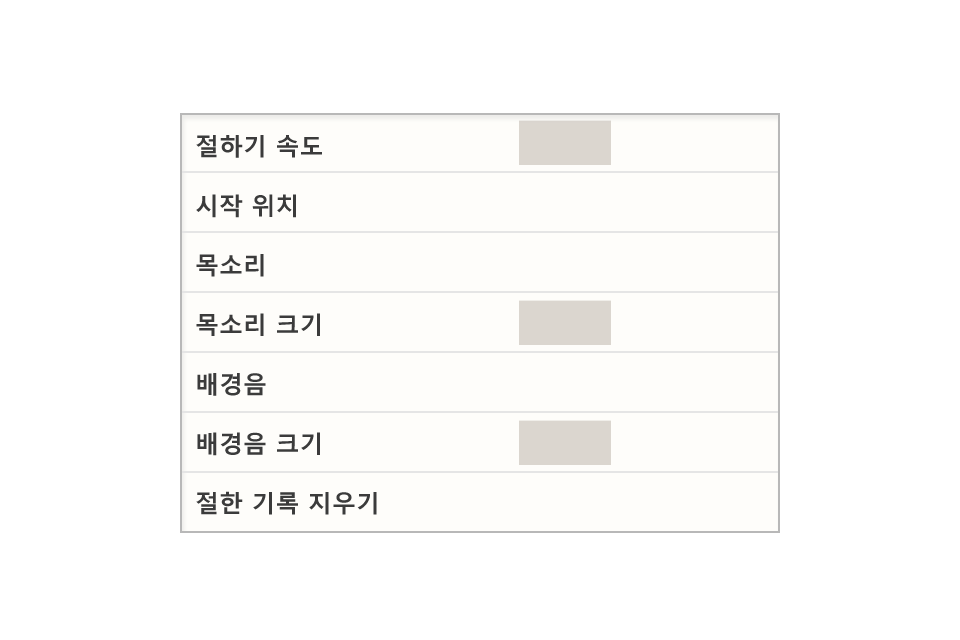 절하기 속도
시작 위치
목소리
목소리 크기
배경음
배경음 크기
절한 기록 지우기